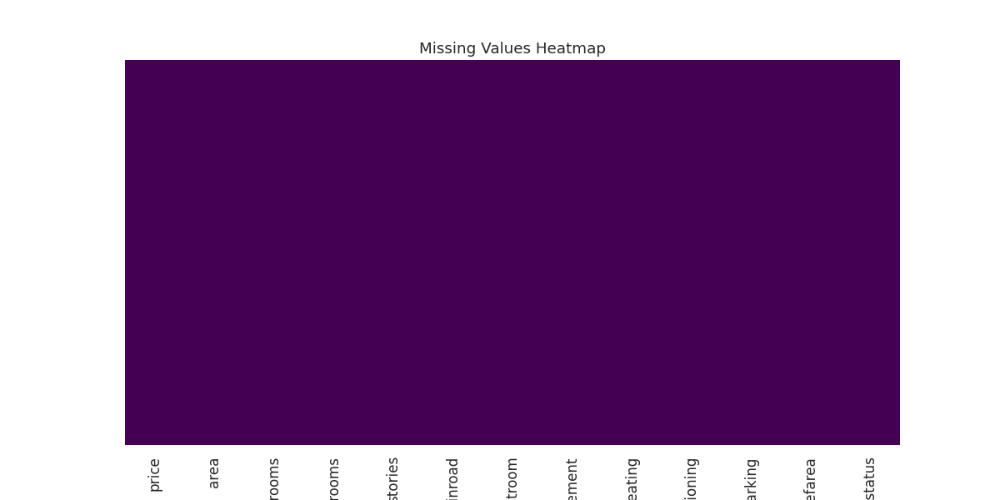 Missing Values Heatmap
price
area
rooms
rooms
stories
inroad
troom
ement
eating
ioning
arking
efarea
status